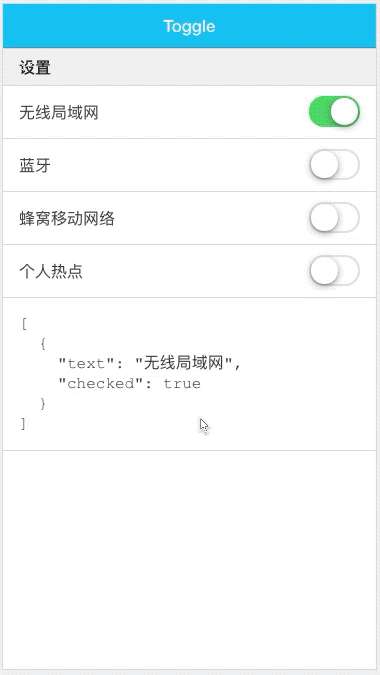 Toggle
设置
无线局域网
蓝牙
蜂窝移动网络
个人热点
[
  {
    "text": "无线局域网",
    "checked": true
  }
]